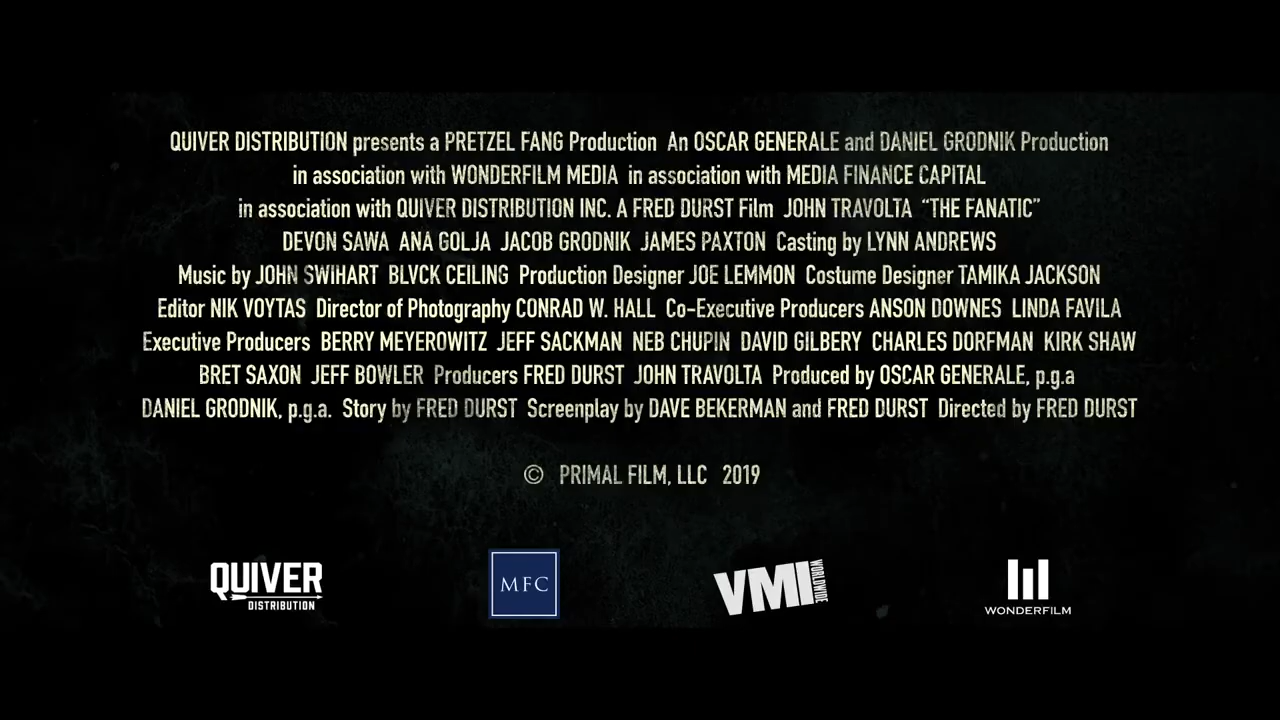 QUIVER DISTRIBUTION presents a PRETZEL FANG Production An OSCAR GENERALE and DANIEL GRODNIK Production
in association with WONDERFILM MEDIA in association with MEDIA FINANCE CAPITAL
in association with QUIVER DISTRIBUTION INC. A FRED DURST Film JOHN TRAVOLTA “THE FANATIC”
DEVON SAWA ANA GOLJA JACOB GRODNIK JAMES PAXTON Casting by LYNN ANDREWS
Music by JOHN SWIHART BLVCK CEILING Production Designer JOE LEMMON Costume Designer TAMIKA JACKSON
Editor NIK VOYTAS Director of Photography CONRAD W. HALL Co-Executive Producers ANSON DOWNES LINDA FAVILA
Executive Producers BERRY MEYEROWITZ JEFF SACKMAN NEB CHUPIN DAVID GILBERY CHARLES DORFMAN KIRK SHAW
BRET SAXON JEFF BOWLER Producers FRED DURST JOHN TRAVOLTA Produced by OSCAR GENERALE, p.g.a
DANIEL GRODNIK, p.g.a. Story by FRED DURST Screenplay by DAVE BEKERMAN and FRED DURST Directed by FRED DURST
© PRIMAL FILM, LLC 2019
QUIVER
DISTRIBUTION
MFC
VMI
WORLDWIDE
WONDERFILM